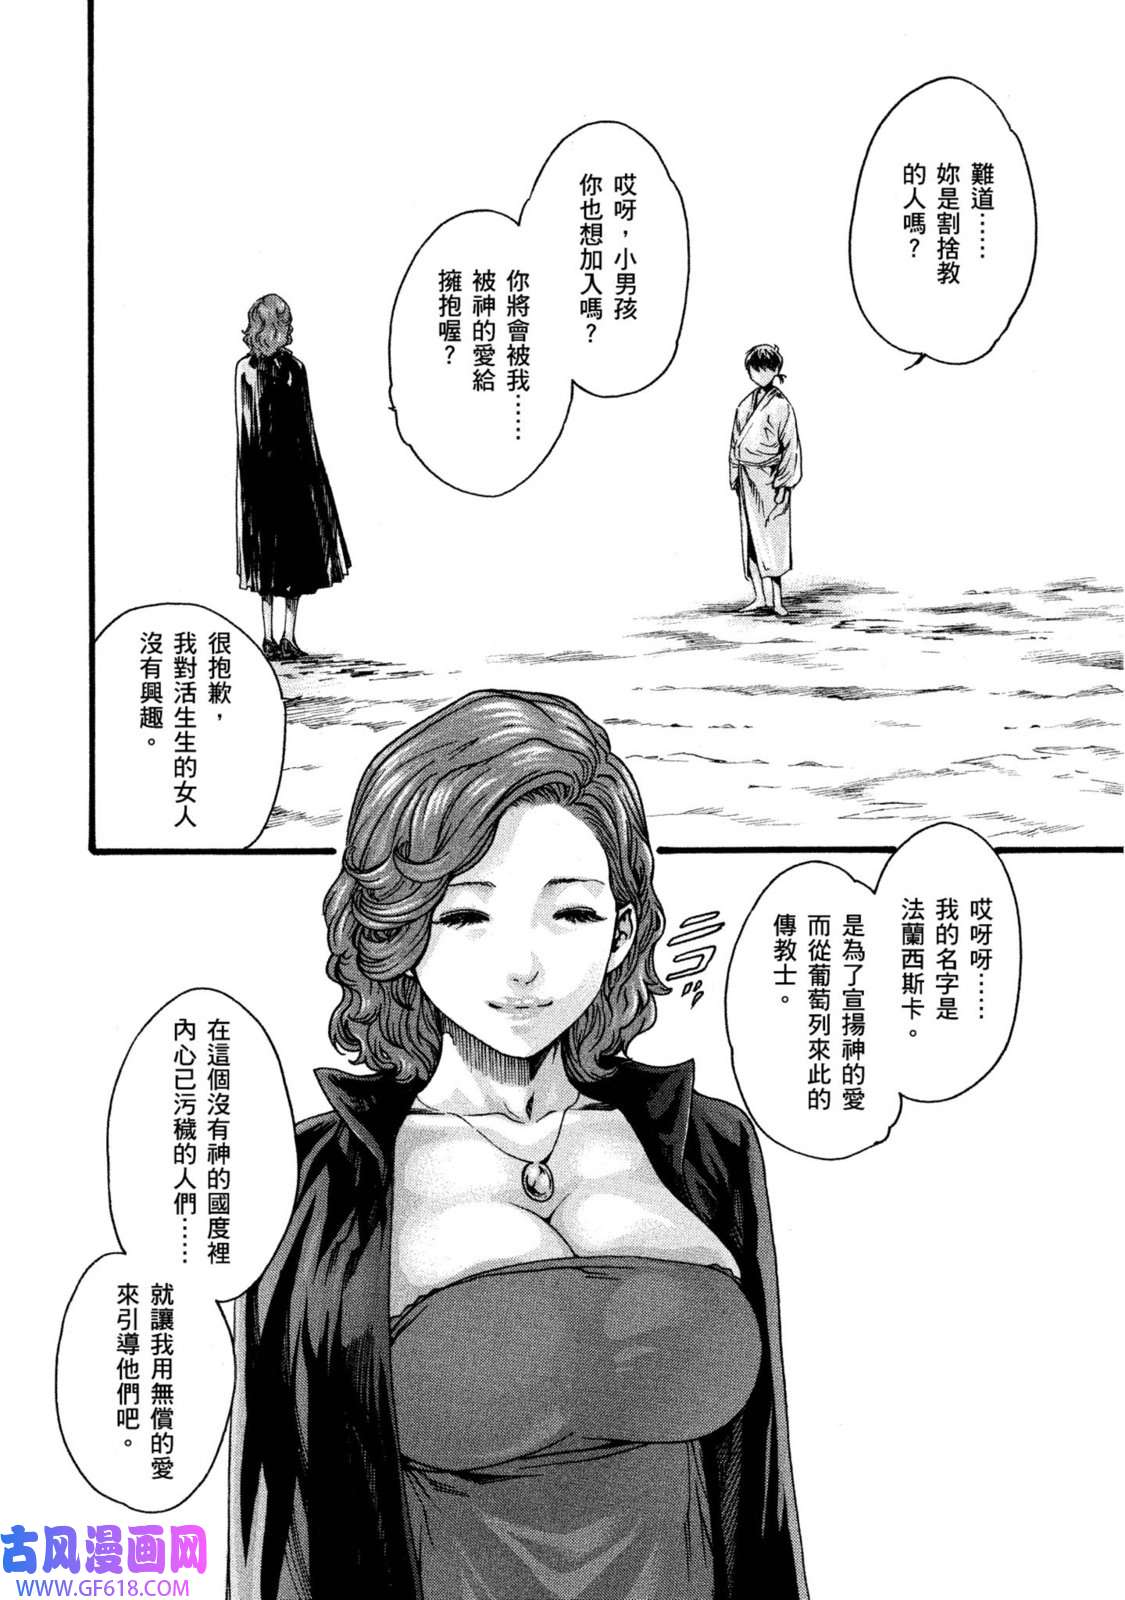 難道……
妳是割捨教
的人嗎？
哎呀，小男孩
你也想加入嗎？
你將會被我……
被神的愛給
擁抱喔？
很抱歉，
我對活生生的女人
沒有興趣。
哎呀呀……
我的名字是
法蘭西斯卡。
是為了宣揚神的愛
而從葡萄列來此的
傳教士。
ニコッ
在這個沒有神的國度裡
內心已污穢的人們……
就讓我用無償的愛
來引導他們吧。
古风漫画网
WWW.GF618.COM